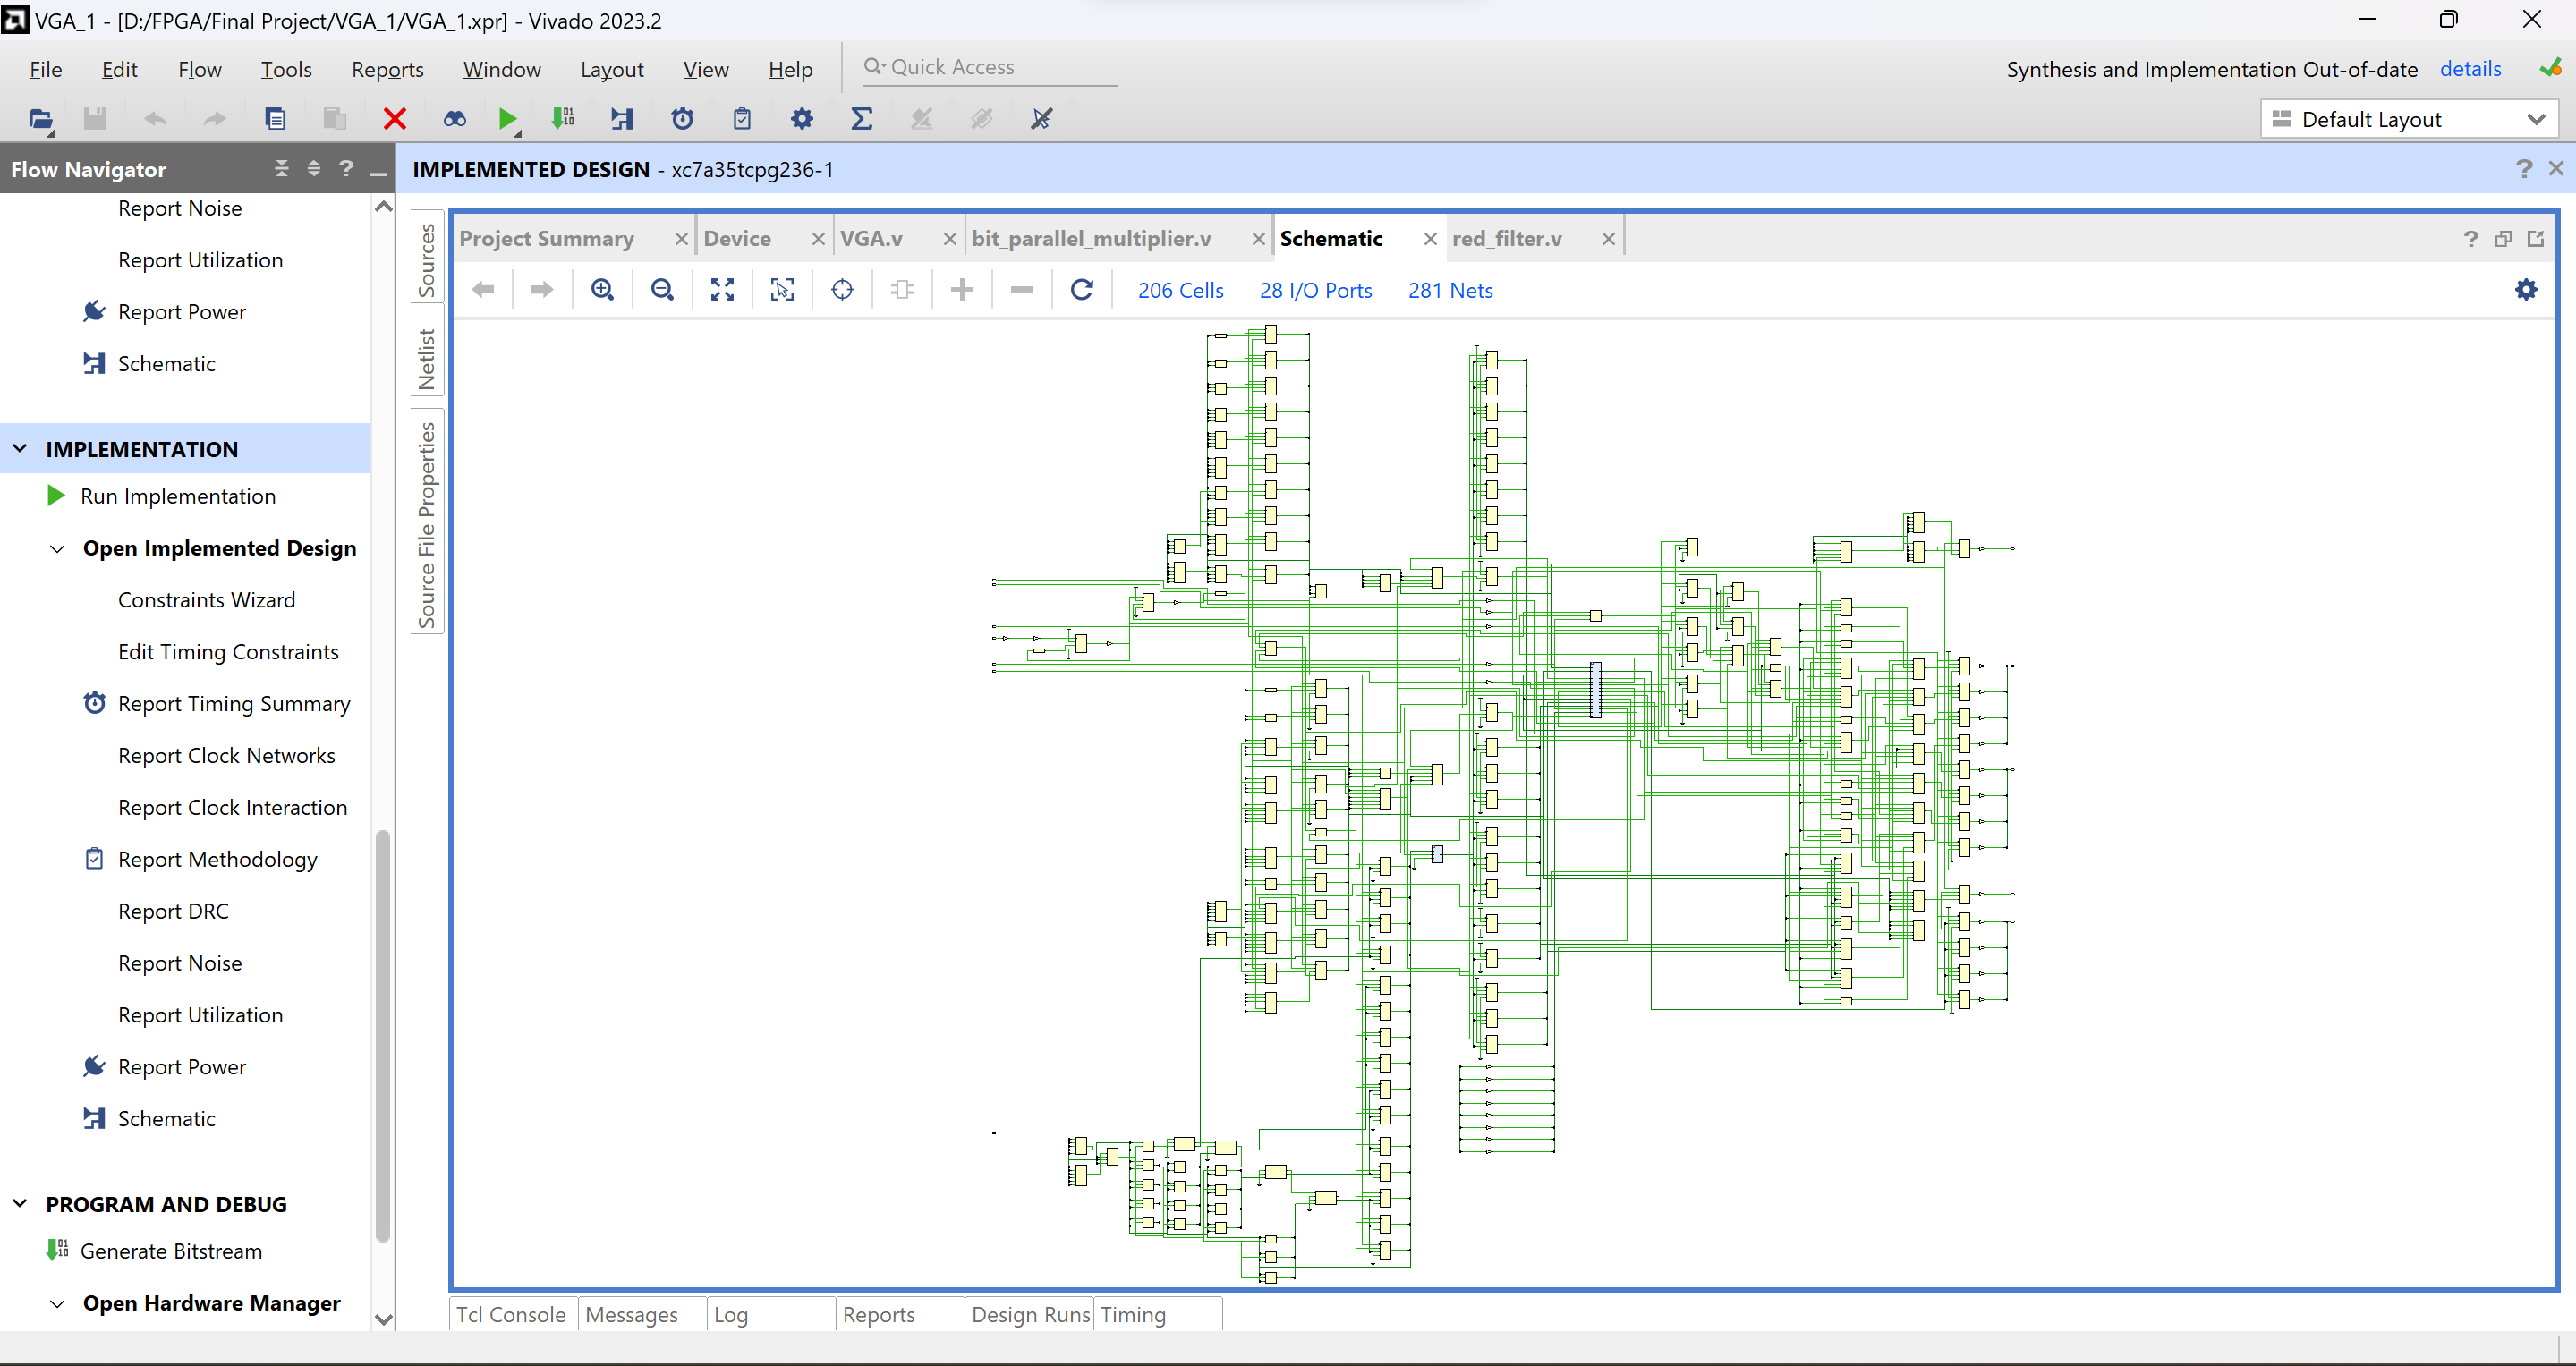 VGA_1 - [D:/FPGA/Final Project/VGA_1/VGA_1.xpr] - Vivado 2023.2
File Edit Flow Tools Reports Window Layout View Help Quick Access
Synthesis and Implementation Out-of-date details
Default Layout
Flow Navigator
IMPLEMENTED DESIGN - xc7a35tcpg236-1
Report Noise
Report Utilization
Report Power
Schematic
IMPLEMENTATION
Run Implementation
Open Implemented Design
Constraints Wizard
Edit Timing Constraints
Report Timing Summary
Report Clock Networks
Report Clock Interaction
Report Methodology
Report DRC
Report Noise
Report Utilization
Report Power
Schematic
PROGRAM AND DEBUG
Generate Bitstream
Open Hardware Manager
Sources
Netlist
Source File Properties
Project Summary Device VGA.v bit_parallel_multiplier.v Schematic red_filter.v
206 Cells 28 I/O Ports 281 Nets
Tcl Console Messages Log Reports Design Runs Timing